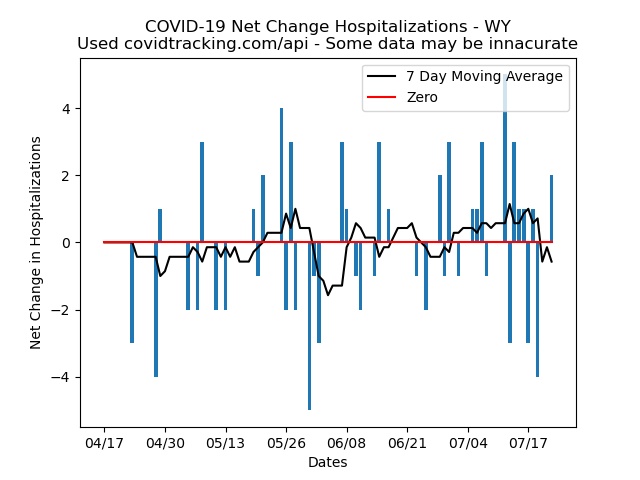 COVID-19 Net Change Hospitalizations - WY
Used covidtracking.com/api - Some data may be innacurate
7 Day Moving Average
Zero
Net Change in Hospitalizations
4
2
0
−2
−4
04/17 04/30 05/13 05/26 06/08 06/21 07/04 07/17
Dates